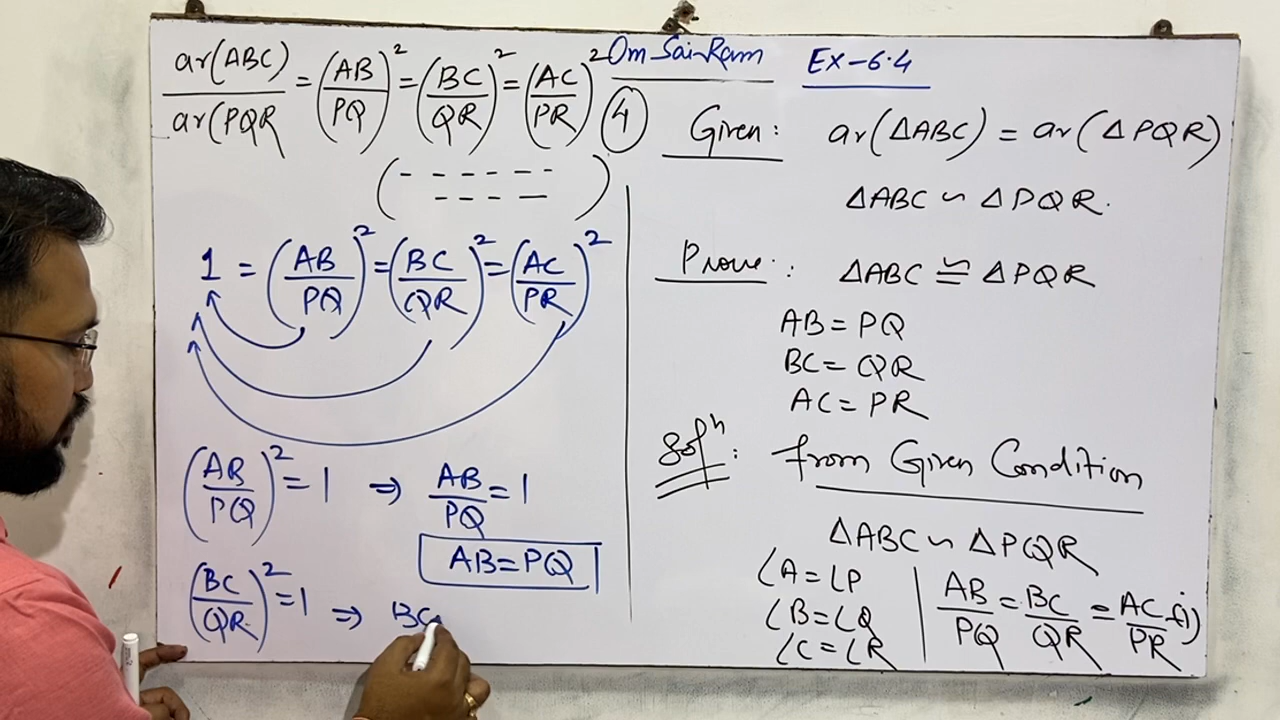 Om Sai Ram
Ex-6.4
ar(ABC)/ar(PQR = (AB/PQ)² = (BC/QR)² = (AC/PR)²
1 = (AB/PQ)² = (BC/QR)² = (AC/PR)²
(AB/PQ)² = 1 ⇒ AB/PQ = 1
AB = PQ
(BC/QR)² = 1 ⇒ BC
④ Given: ar(ΔABC) = ar(ΔPQR)
ΔABC ∽ ΔPQR.
Prove: ΔABC ≅ ΔPQR
AB = PQ
BC = QR
AC = PR
Solⁿ: from Given Condition
ΔABC ∽ ΔPQR
∠A = ∠P
∠B = ∠Q
∠C = ∠R
AB/PQ = BC/QR = AC/PR -(i)